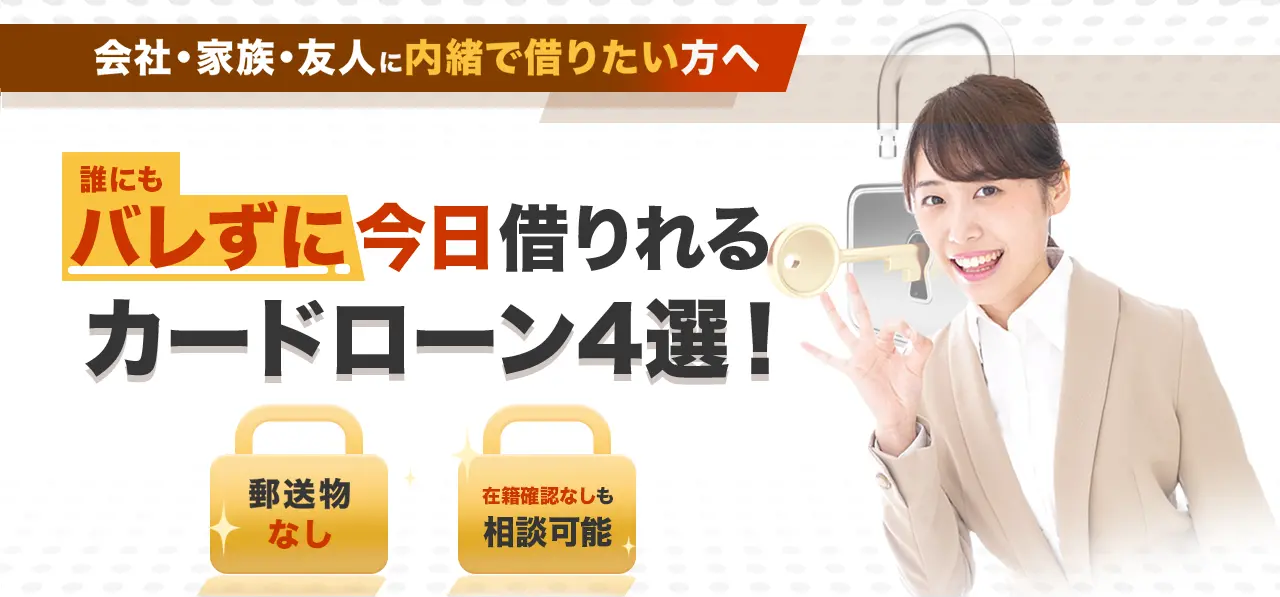 会社・家族・友人に内緒で借りたい方へ
誰にも
バレずに今日借りれる
カードローン4選！
郵送物
なし
在籍確認なしも
相談可能